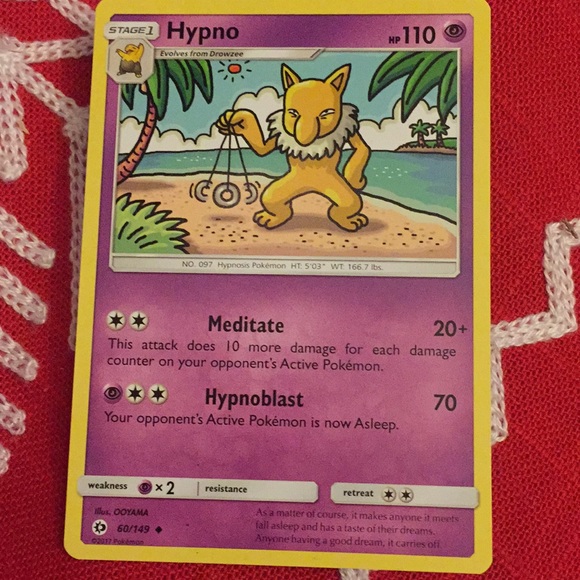 STAGE 1 Hypno HP 110
Evolves from Drowzee
NO. 097 Hypnosis Pokémon HT: 5'03" WT: 166.7 lbs.
Meditate 20+
This attack does 10 more damage for each damage
counter on your opponent's Active Pokémon.
Hypnoblast 70
Your opponent's Active Pokémon is now Asleep.
weakness ×2 resistance retreat
Illus. OOYAMA
60/149
©2017 Pokémon
As a matter of course, it makes anyone it meets
fall asleep and has a taste of their dreams.
Anyone having a good dream, it carries off.